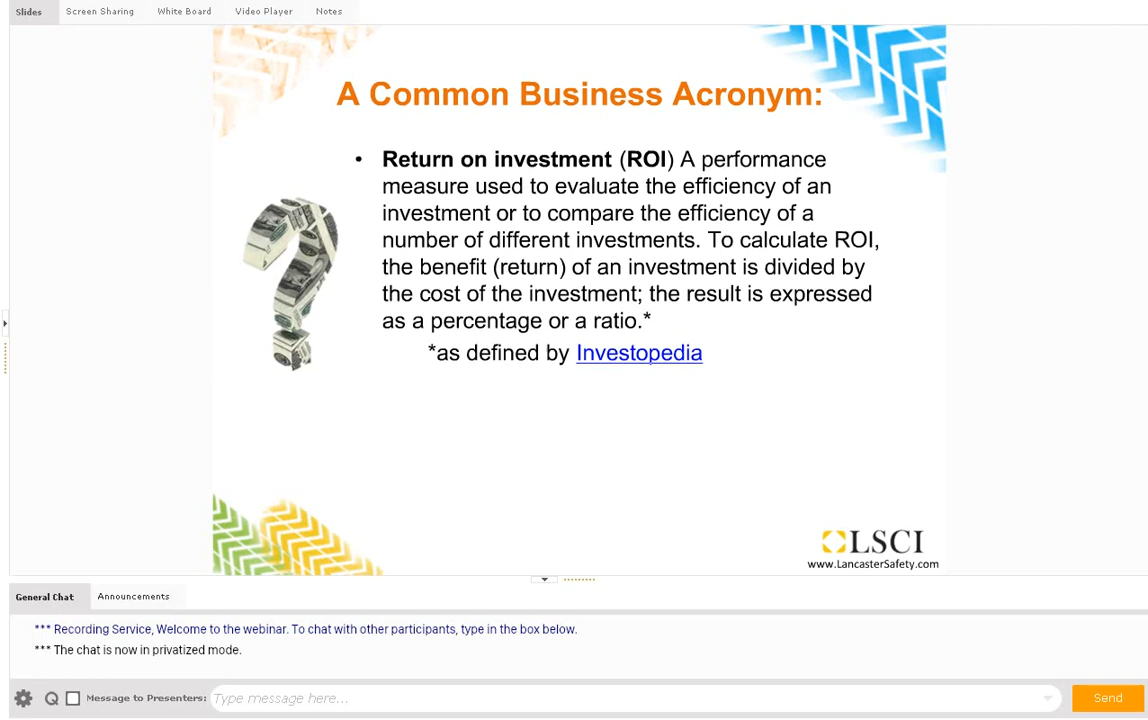 Slides Screen Sharing White Board Video Player Notes
A Common Business Acronym:
• Return on investment (ROI) A performance
measure used to evaluate the efficiency of an
investment or to compare the efficiency of a
number of different investments. To calculate ROI,
the benefit (return) of an investment is divided by
the cost of the investment; the result is expressed
as a percentage or a ratio.*
*as defined by Investopedia
LSCI
www.LancasterSafety.com
General Chat Announcements
*** Recording Service, Welcome to the webinar. To chat with other participants, type in the box below.
*** The chat is now in privatized mode.
Message to Presenters: Type message here... Send